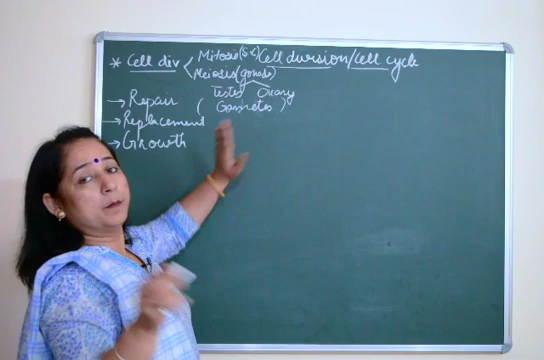 * Cell div < Mitosis (S.C) Cell division/Cell cycle
Meiosis (gonads)
Testes Ovary
→ Repair ( Gametes )
→ Replacement
→ Growth